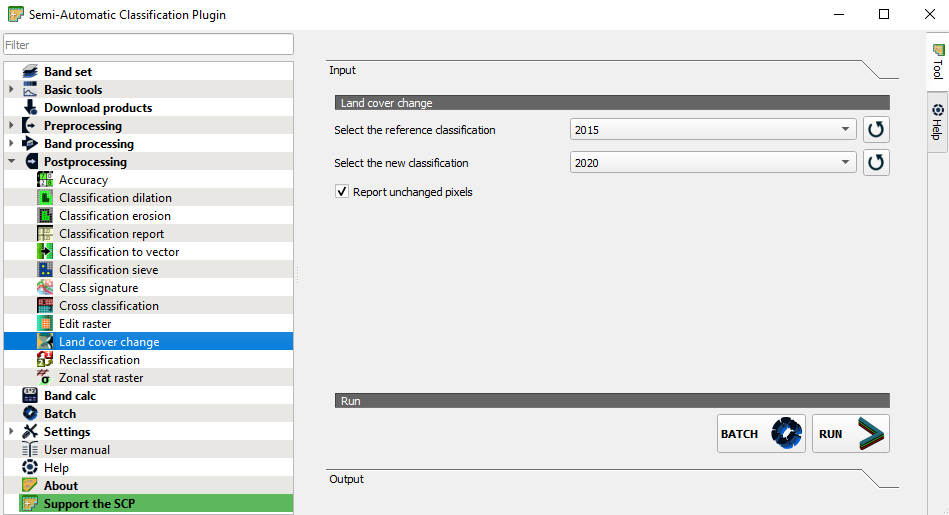 Semi-Automatic Classification Plugin
Filter
Band set
Basic tools
Download products
Preprocessing
Band processing
Postprocessing
Accuracy
Classification dilation
Classification erosion
Classification report
Classification to vector
Classification sieve
Class signature
Cross classification
Edit raster
Land cover change
Reclassification
Zonal stat raster
Band calc
Batch
Settings
User manual
Help
About
Support the SCP
Input
Land cover change
Select the reference classification
2015
Select the new classification
2020
Report unchanged pixels
Run
BATCH
RUN
Output
Tool
Help